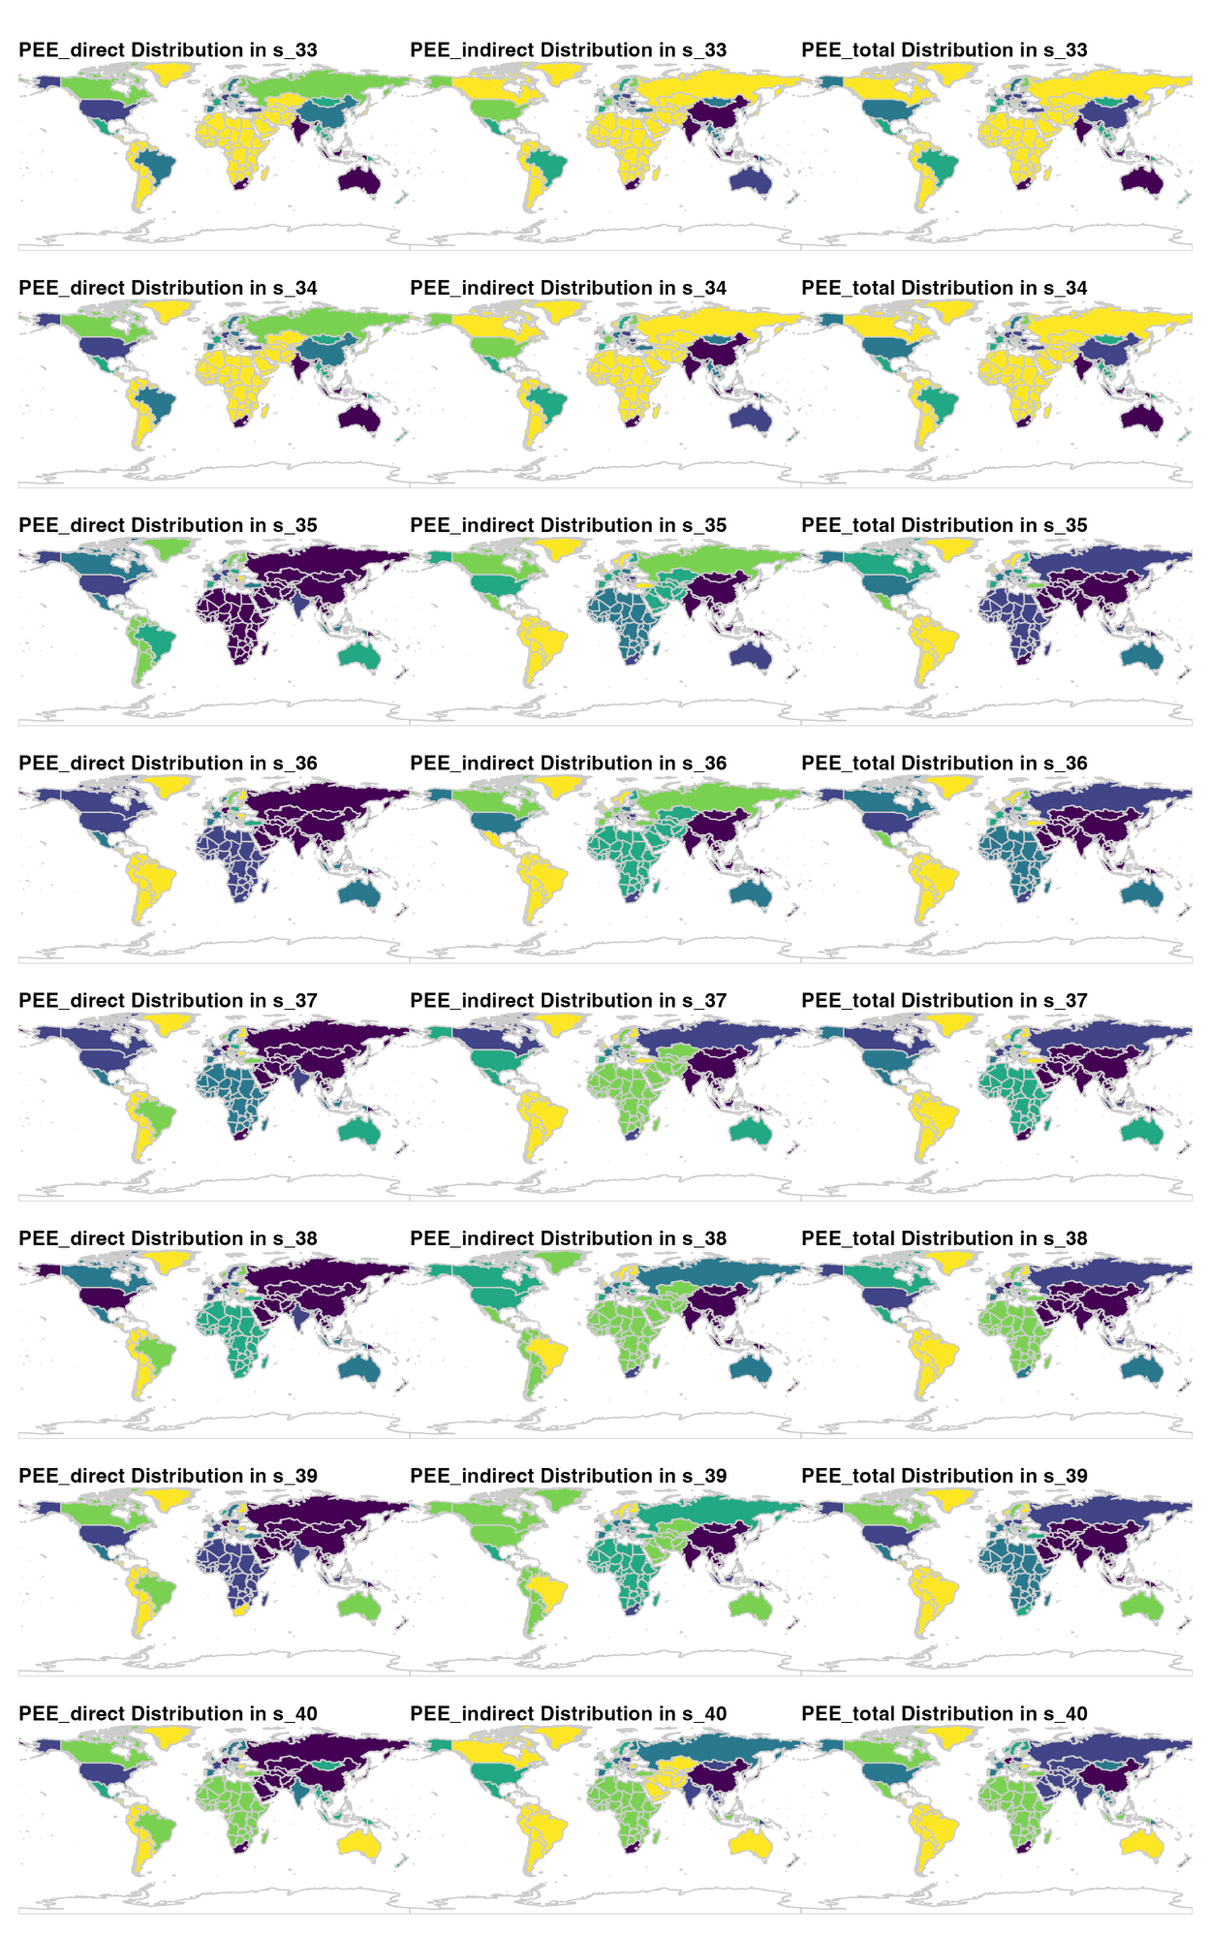 PEE_direct Distribution in s_33 PEE_indirect Distribution in s_33 PEE_total Distribution in s_33
PEE_direct Distribution in s_34 PEE_indirect Distribution in s_34 PEE_total Distribution in s_34
PEE_direct Distribution in s_35 PEE_indirect Distribution in s_35 PEE_total Distribution in s_35
PEE_direct Distribution in s_36 PEE_indirect Distribution in s_36 PEE_total Distribution in s_36
PEE_direct Distribution in s_37 PEE_indirect Distribution in s_37 PEE_total Distribution in s_37
PEE_direct Distribution in s_38 PEE_indirect Distribution in s_38 PEE_total Distribution in s_38
PEE_direct Distribution in s_39 PEE_indirect Distribution in s_39 PEE_total Distribution in s_39
PEE_direct Distribution in s_40 PEE_indirect Distribution in s_40 PEE_total Distribution in s_40